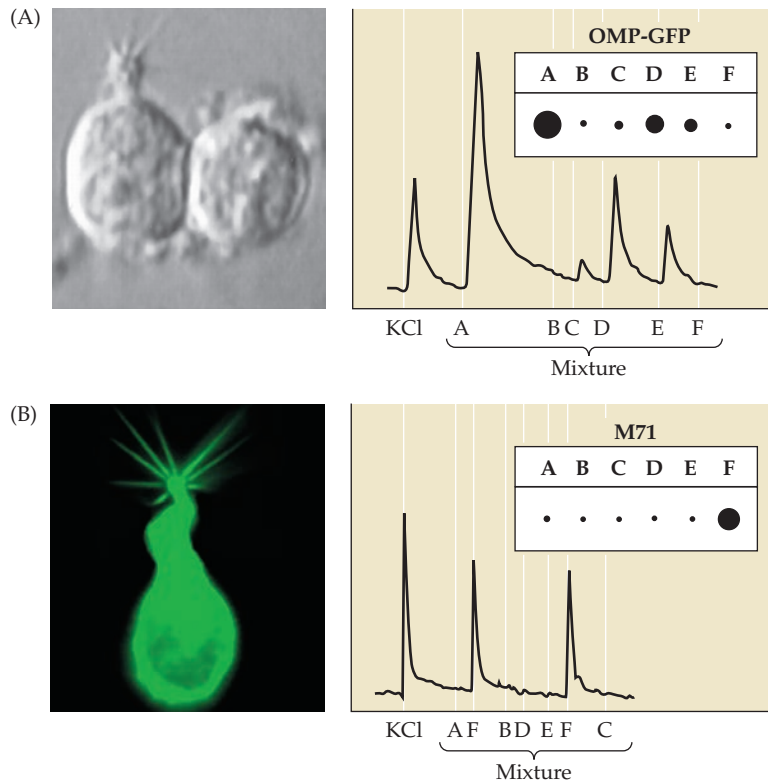 (A)
OMP-GFP
A B C D E F
KCl A B C D E F
Mixture
(B)
M71
A B C D E F
KCl A F B D E F C
Mixture